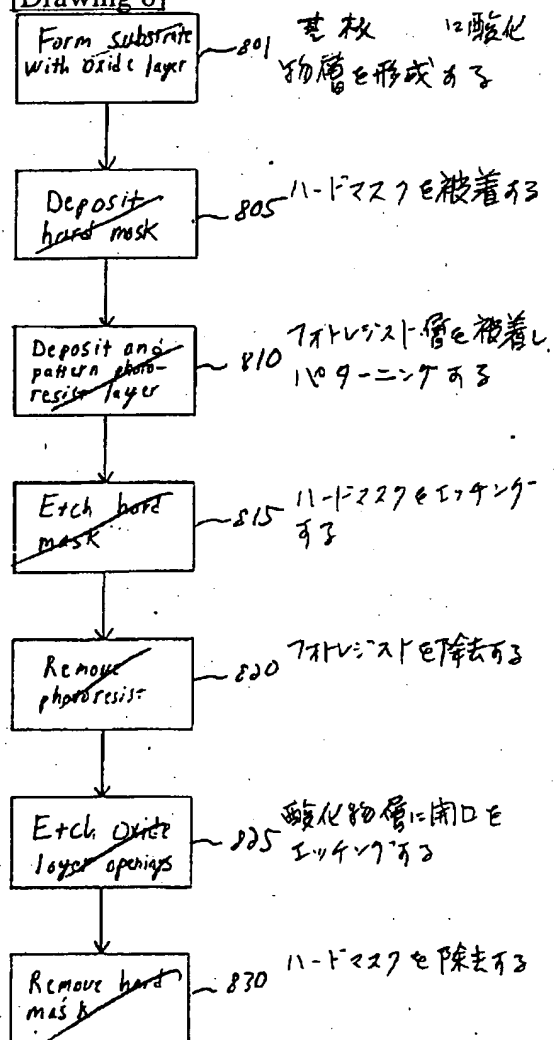 [Drawing 8]
Form substrate
with oxide layer
801
基板 に酸化
物層を形成する
Deposit
hard mask
805
ハードマスクを被着する
Deposit and
pattern photo-
resist layer
810
フォトレジスト層を被着し、
パターニングする
Etch hard
mask
815
ハードマスクをエッチング
する
Remove
photoresist
820
フォトレジストを除去する
Etch oxide
layer openings
825
酸化物層に開口を
エッチングする
Remove hard
mask
830
ハードマスクを除去する